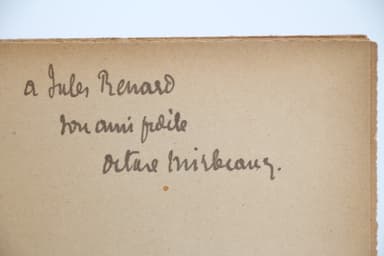 a Jules Renard
son ami fidèle
Octave Mirbeau.